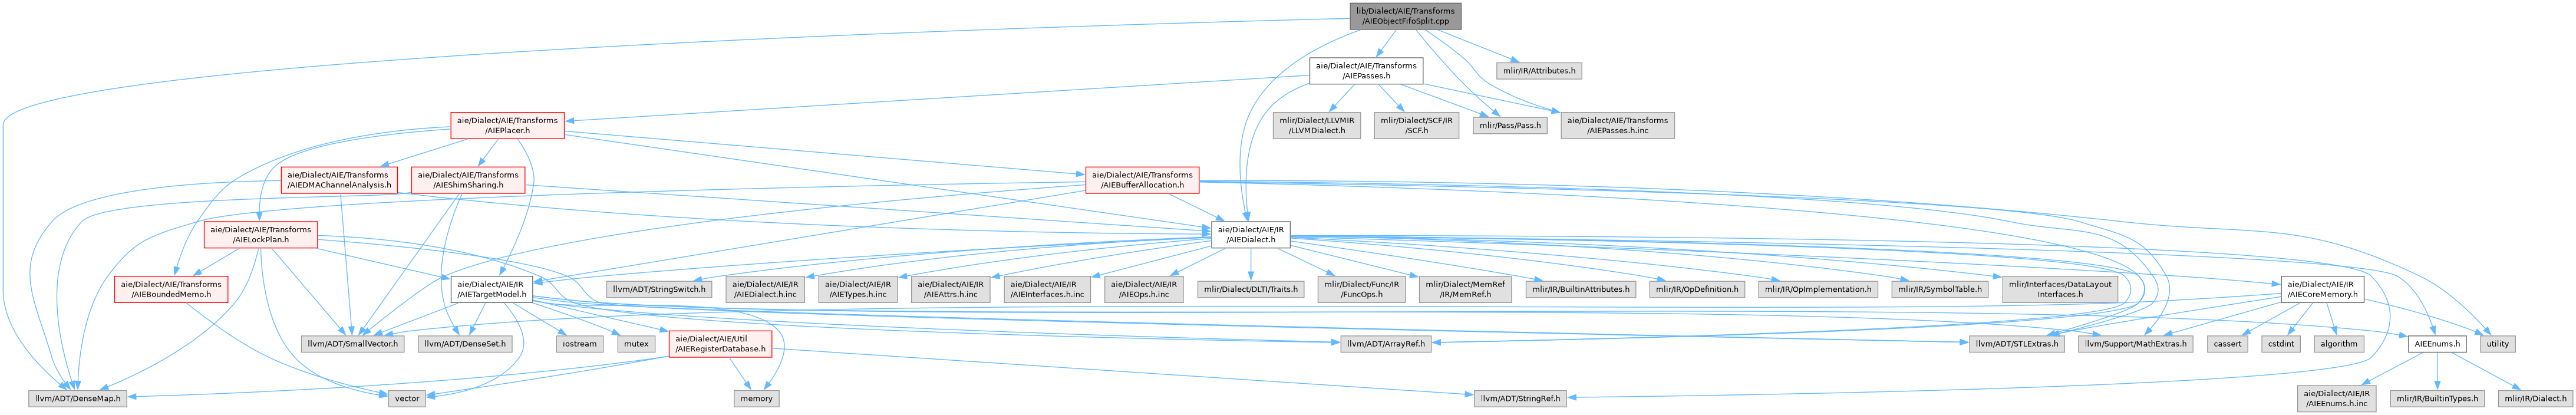 lib/Dialect/AIE/Transforms
/AIEObjectFifoSplit.cpp
aie/Dialect/AIE/Transforms
/AIEPasses.h
mlir/IR/Attributes.h
aie/Dialect/AIE/Transforms
/AIEPlacer.h
mlir/Dialect/LLVMIR
/LLVMDialect.h
mlir/Dialect/SCF/IR
/SCF.h
mlir/Pass/Pass.h
aie/Dialect/AIE/Transforms
/AIEPasses.h.inc
aie/Dialect/AIE/Transforms
/AIEDMAChannelAnalysis.h
aie/Dialect/AIE/Transforms
/AIEShimSharing.h
aie/Dialect/AIE/Transforms
/AIEBufferAllocation.h
aie/Dialect/AIE/Transforms
/AIELockPlan.h
aie/Dialect/AIE/IR
/AIEDialect.h
aie/Dialect/AIE/Transforms
/AIEBoundedMemo.h
aie/Dialect/AIE/IR
/AIETargetModel.h
llvm/ADT/StringSwitch.h
aie/Dialect/AIE/IR
/AIEDialect.h.inc
aie/Dialect/AIE/IR
/AIETypes.h.inc
aie/Dialect/AIE/IR
/AIEAttrs.h.inc
aie/Dialect/AIE/IR
/AIEInterfaces.h.inc
aie/Dialect/AIE/IR
/AIEOps.h.inc
mlir/Dialect/DLTI/Traits.h
mlir/Dialect/Func/IR
/FuncOps.h
mlir/Dialect/MemRef
/IR/MemRef.h
mlir/IR/BuiltinAttributes.h
mlir/IR/OpDefinition.h
mlir/IR/OpImplementation.h
mlir/IR/SymbolTable.h
mlir/Interfaces/DataLayout
Interfaces.h
aie/Dialect/AIE/IR
/AIECoreMemory.h
llvm/ADT/SmallVector.h
llvm/ADT/DenseSet.h
iostream
mutex
aie/Dialect/AIE/Util
/AIERegisterDatabase.h
llvm/ADT/ArrayRef.h
llvm/ADT/STLExtras.h
llvm/Support/MathExtras.h
cassert
cstdint
algorithm
AIEEnums.h
utility
llvm/ADT/DenseMap.h
vector
memory
llvm/ADT/StringRef.h
aie/Dialect/AIE/IR
/AIEEnums.h.inc
mlir/IR/BuiltinTypes.h
mlir/IR/Dialect.h